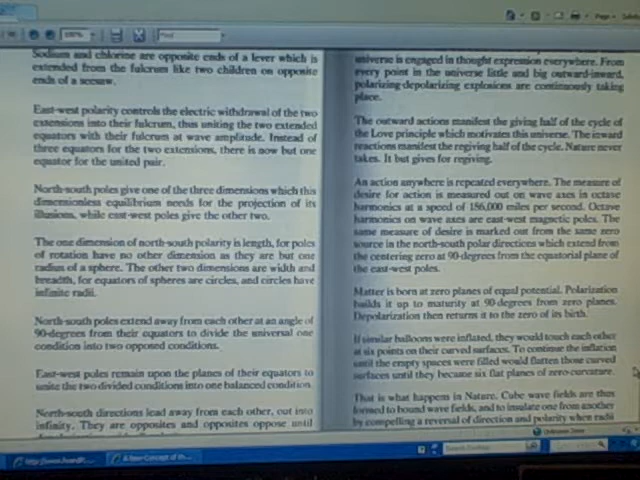 100%
Find
Page
Sodium and chlorine are opposite ends of a lever which is
extended from the fulcrum like two children on opposite
ends of a seesaw.
East-west polarity controls the electric withdrawal of the two
extensions into their fulcrum, thus uniting the two extended
equators with their fulcrum at wave amplitude. Instead of
three equators for the two extensions, there is now but one
equator for the united pair.
North-south poles give one of the three dimensions which this
dimensionless equilibrium needs for the projection of its
illusions, while east-west poles give the other two.
The one dimension of north-south polarity is length, for poles
of rotation have no other dimension as they are but one
radius of a sphere. The other two dimensions are width and
breadth, for equators of spheres are circles, and circles have
infinite radii.
North-south poles extend away from each other at an angle of
90-degrees from their equators to divide the universal one
condition into two opposed conditions.
East-west poles remain upon the planes of their equators to
unite the two divided conditions into one balanced condition.
North-south directions lead away from each other, out into
infinity. They are opposites and opposites oppose until
universe is engaged in thought expression everywhere. From
every point in the universe little and big outward-inward,
polarizing-depolarizing explosions are continuously taking
place.
The outward actions manifest the giving half of the cycle of
the Love principle which motivates this universe. The inward
reactions manifest the regiving half of the cycle. Nature never
takes. It but gives for regiving.
An action anywhere is repeated everywhere. The measure of
desire for action is measured out on wave axes in octave
harmonics at a speed of 186,000 miles per second. Octave
harmonics on wave axes are east-west magnetic poles. The
same measure of desire is marked out from the same zero
source in the north-south polar directions which extend from
the centering zero at 90-degrees from the equatorial plane of
the east-west poles.
Matter is born at zero planes of equal potential. Polarization
builds it up to maturity at 90 degrees from zero planes.
Depolarization then returns it to the zero of its birth.
If similar balloons were inflated, they would touch each other
at six points on their curved surfaces. To continue the inflation
until the empty spaces were filled would flatten those curved
surfaces until they became six flat planes of zero-curvature.
That is what happens in Nature. Cube wave fields are thus
formed to bound wave fields, and to insulate one from another
by compelling a reversal of direction and polarity when radii
Unknown Zone
A New Concept of th...